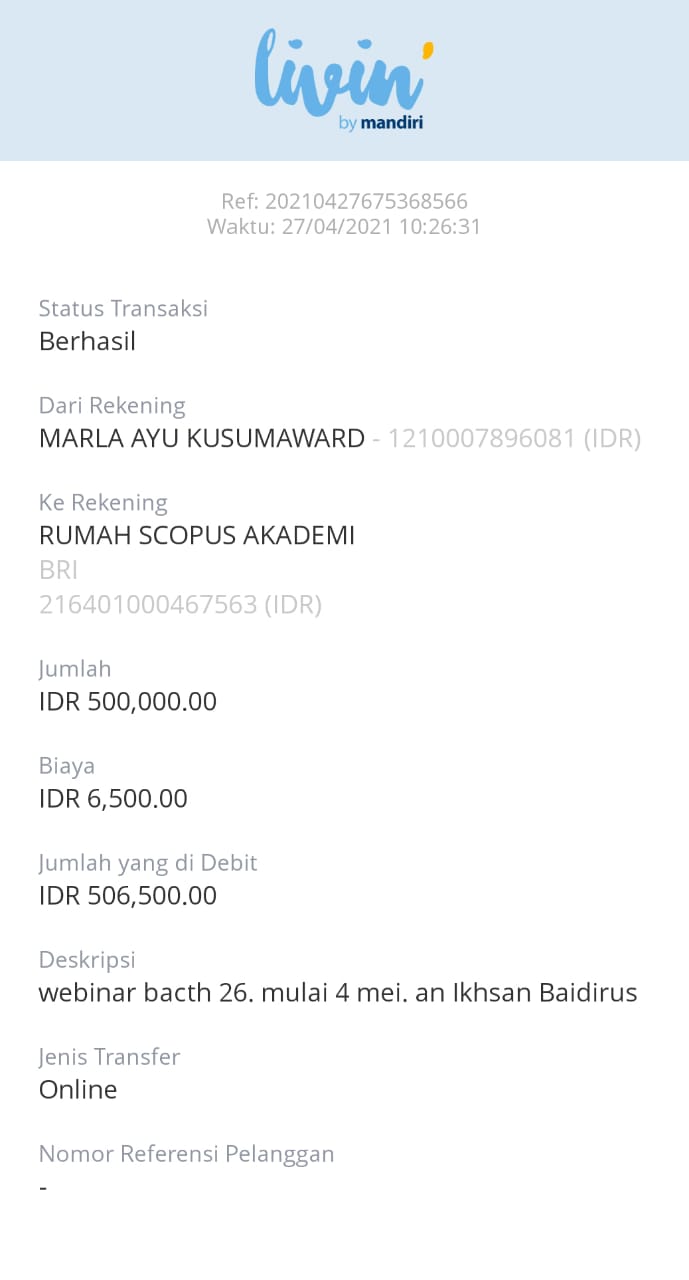 livin'
by mandiri
Ref: 20210427675368566
Waktu: 27/04/2021 10:26:31
Status Transaksi
Berhasil
Dari Rekening
MARLA AYU KUSUMAWARD - 1210007896081 (IDR)
Ke Rekening
RUMAH SCOPUS AKADEMI
BRI
216401000467563 (IDR)
Jumlah
IDR 500,000.00
Biaya
IDR 6,500.00
Jumlah yang di Debit
IDR 506,500.00
Deskripsi
webinar bacth 26. mulai 4 mei. an Ikhsan Baidirus
Jenis Transfer
Online
Nomor Referensi Pelanggan
-